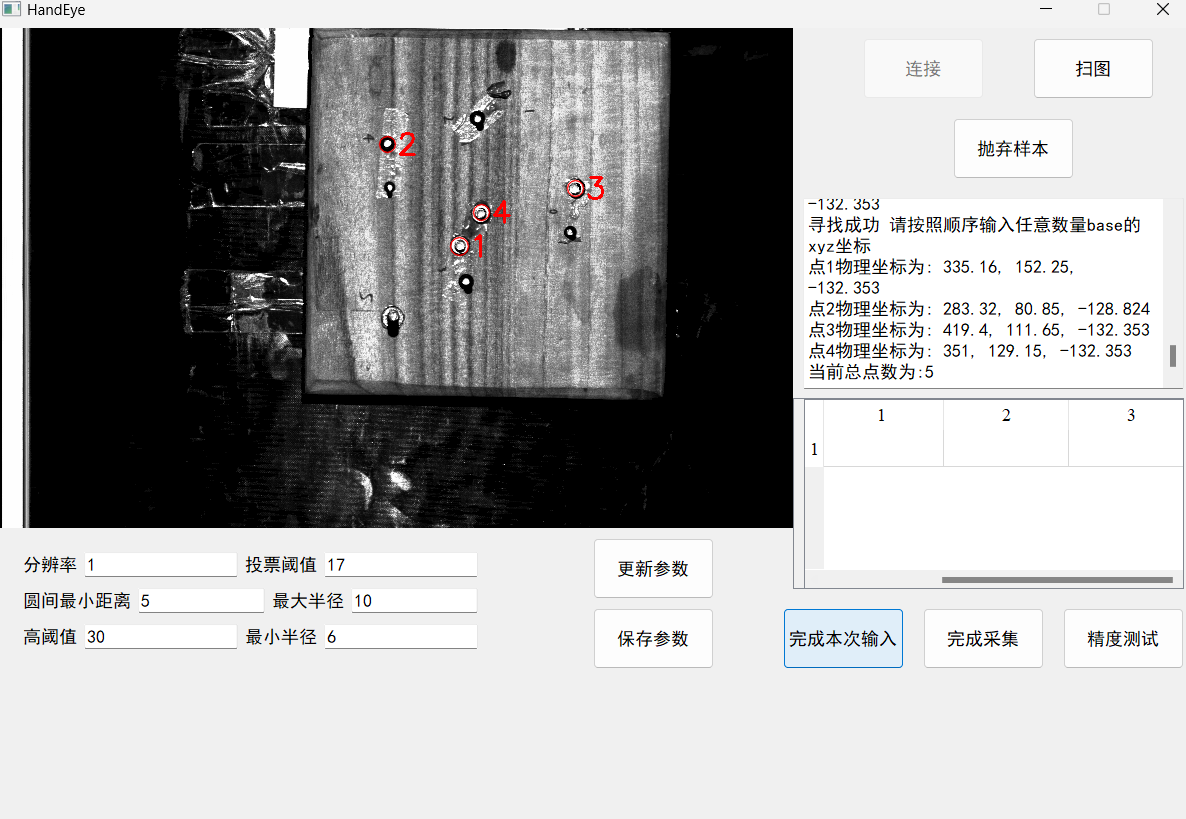 HandEye
连接
扫图
抛弃样本
2
3
4
1
-132.353
寻找成功 请按照顺序输入任意数量base的
xyz坐标
点1物理坐标为: 335.16, 152.25,
-132.353
点2物理坐标为: 283.32, 80.85, -128.824
点3物理坐标为: 419.4, 111.65, -132.353
点4物理坐标为: 351, 129.15, -132.353
当前总点数为:5
1 2 3
1
分辨率 1 投票阈值 17
圆间最小距离 5 最大半径 10
高阈值 30 最小半径 6
更新参数
保存参数
完成本次输入
完成采集
精度测试